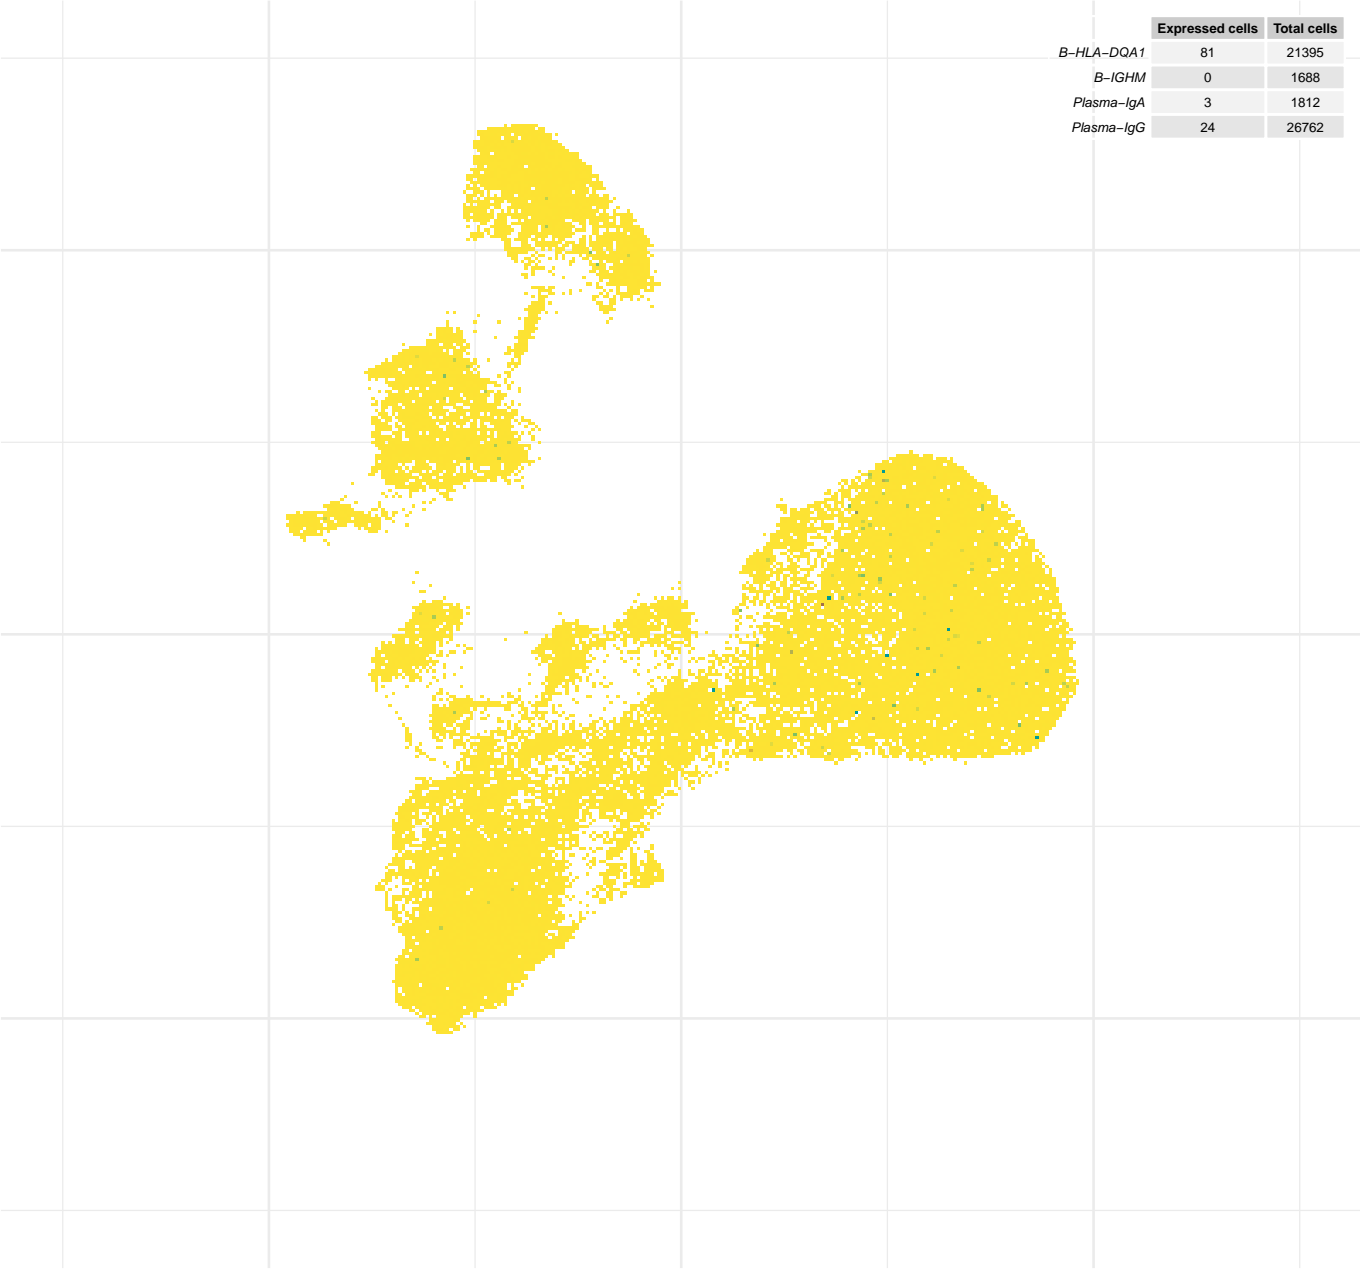 Expressed cells Total cells
B−HLA−DQA1 81 21395
B−IGHM 0 1688
Plasma−IgA 3 1812
Plasma−IgG 24 26762